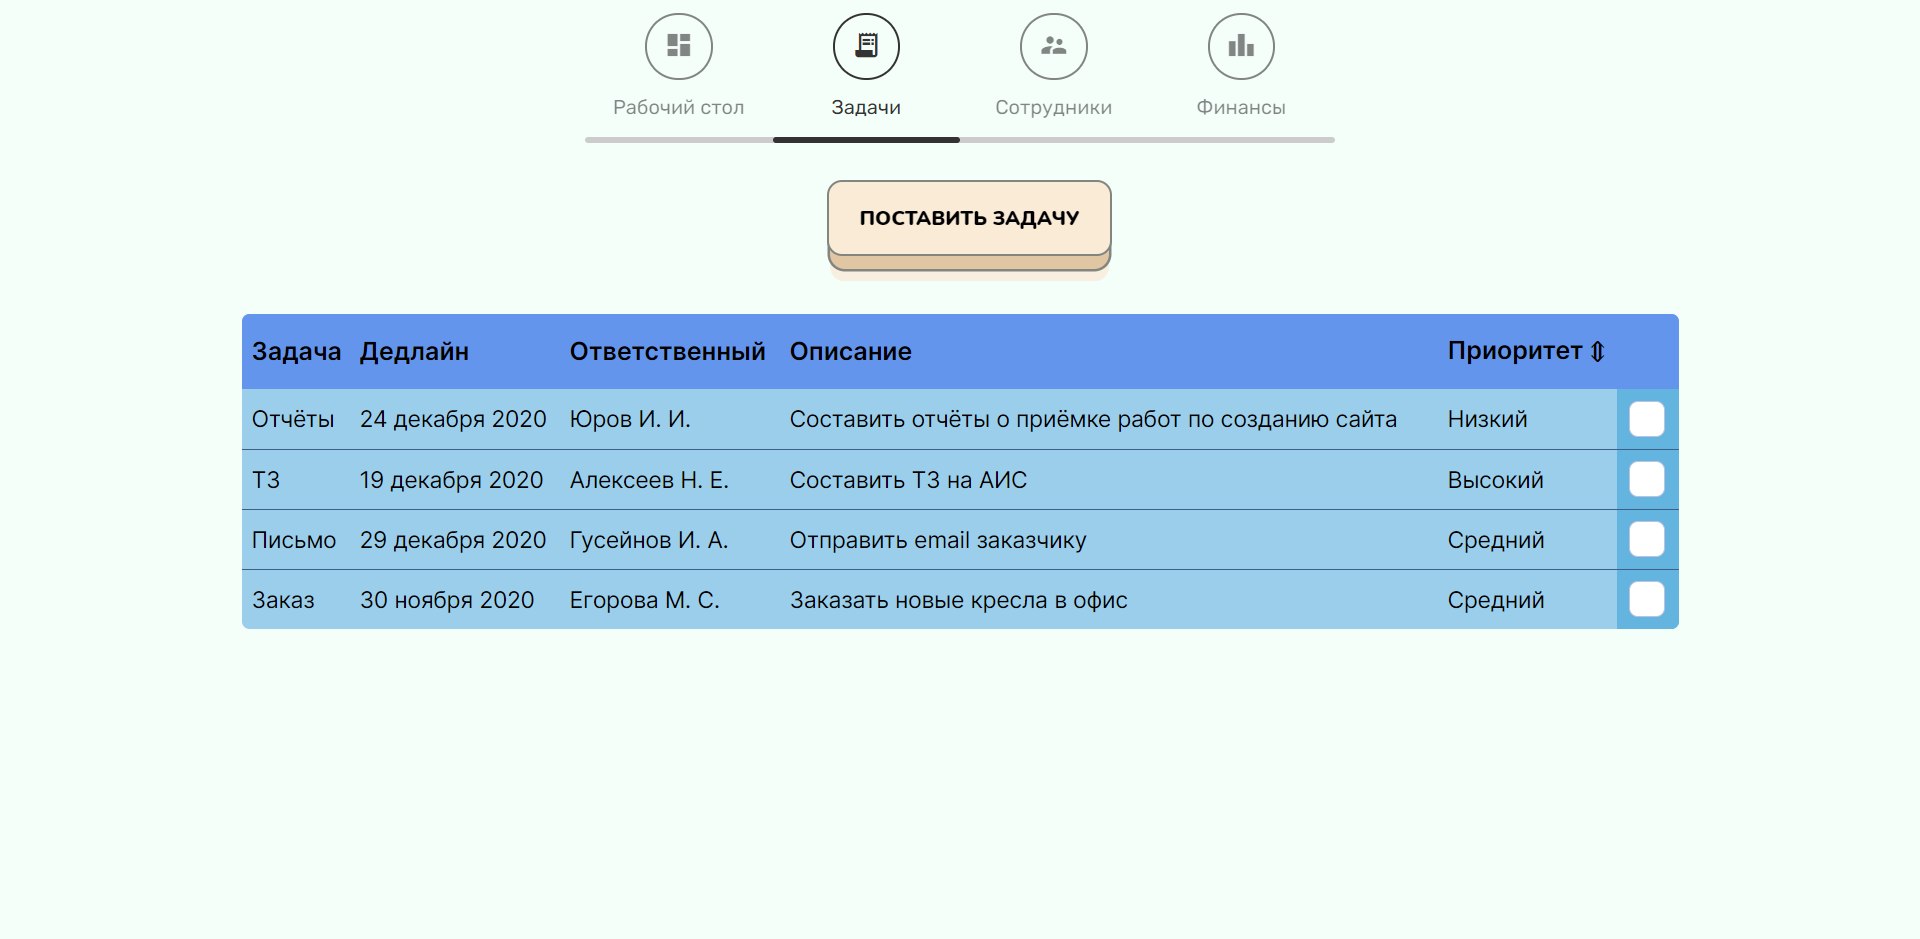 Рабочий стол Задачи Сотрудники Финансы
ПОСТАВИТЬ ЗАДАЧУ
Задача Дедлайн Ответственный Описание Приоритет ⇕
Отчёты 24 декабря 2020 Юров И. И. Составить отчёты о приёмке работ по созданию сайта Низкий
ТЗ 19 декабря 2020 Алексеев Н. Е. Составить ТЗ на АИС Высокий
Письмо 29 декабря 2020 Гусейнов И. А. Отправить email заказчику Средний
Заказ 30 ноября 2020 Егорова М. С. Заказать новые кресла в офис Средний